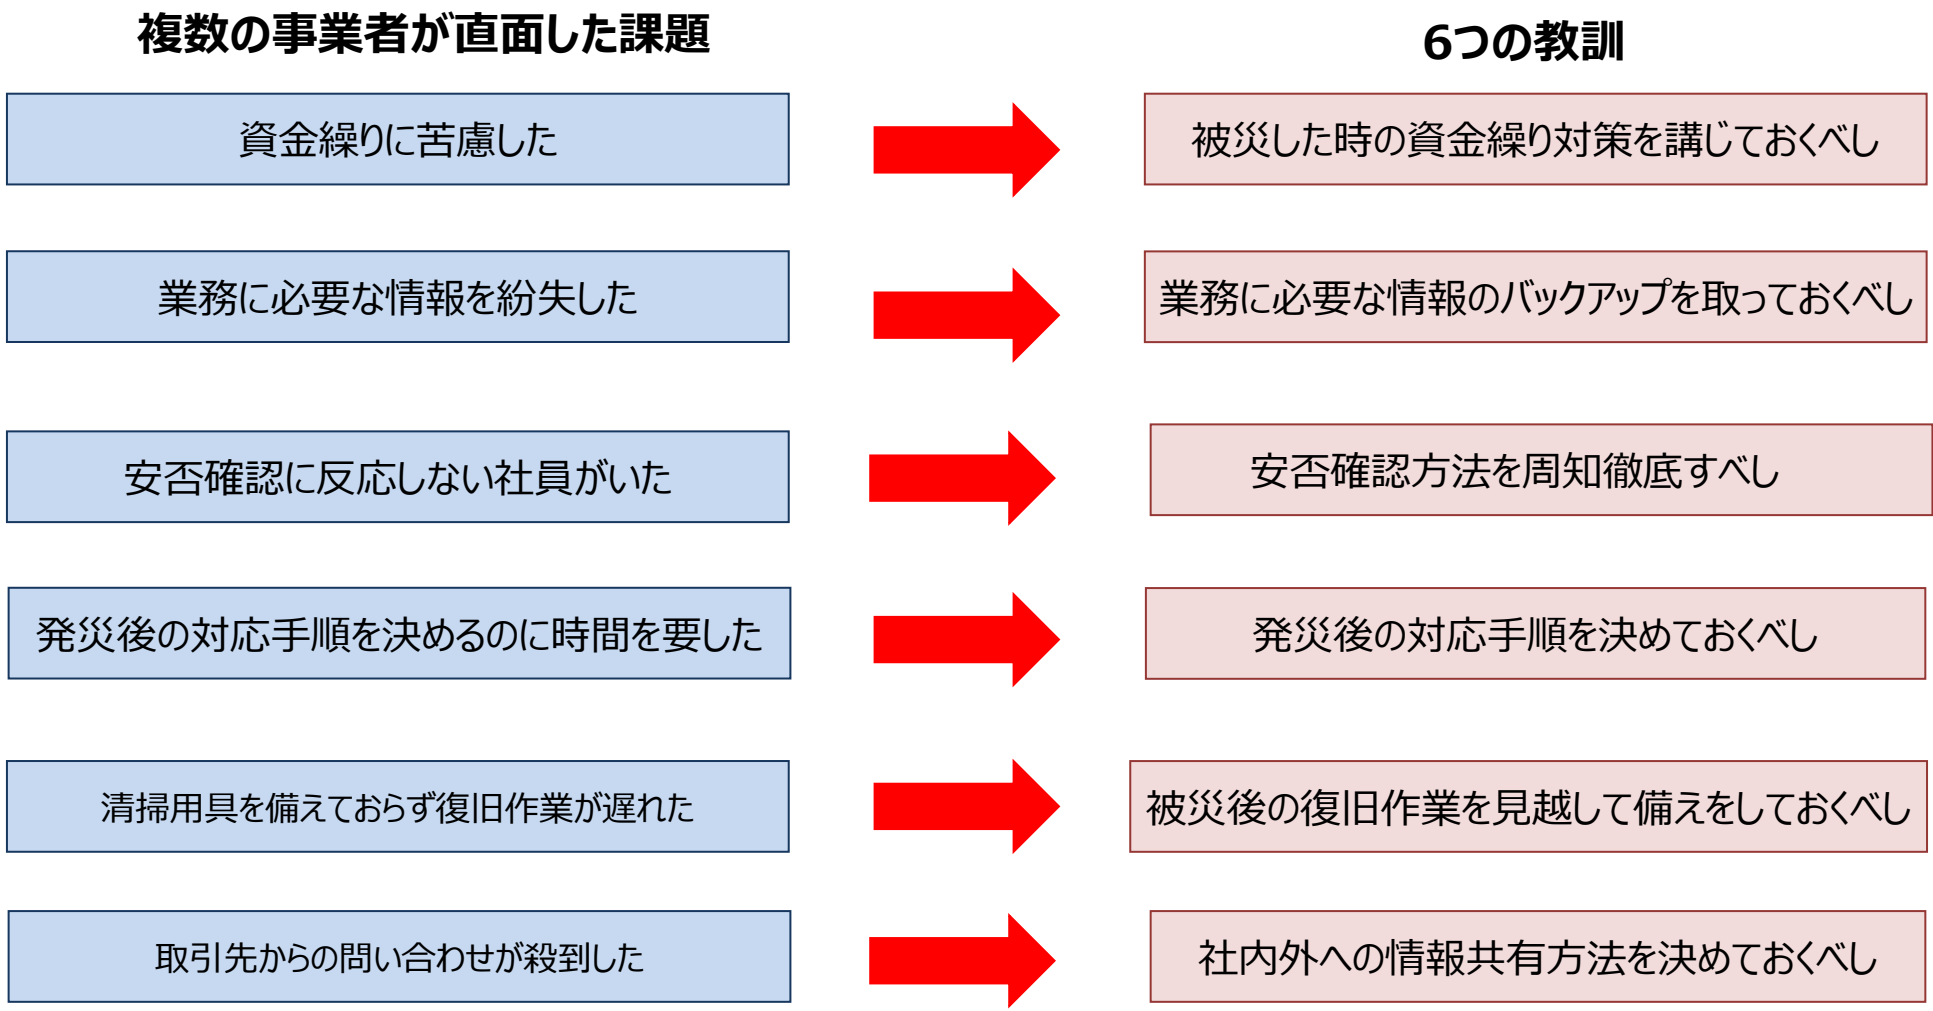 複数の事業者が直面した課題
6つの教訓
資金繰りに苦慮した
被災した時の資金繰り対策を講じておくべし
業務に必要な情報を紛失した
業務に必要な情報のバックアップを取っておくべし
安否確認に反応しない社員がいた
安否確認方法を周知徹底すべし
発災後の対応手順を決めるのに時間を要した
発災後の対応手順を決めておくべし
清掃用具を備えておらず復旧作業が遅れた
被災後の復旧作業を見越して備えをしておくべし
取引先からの問い合わせが殺到した
社内外への情報共有方法を決めておくべし